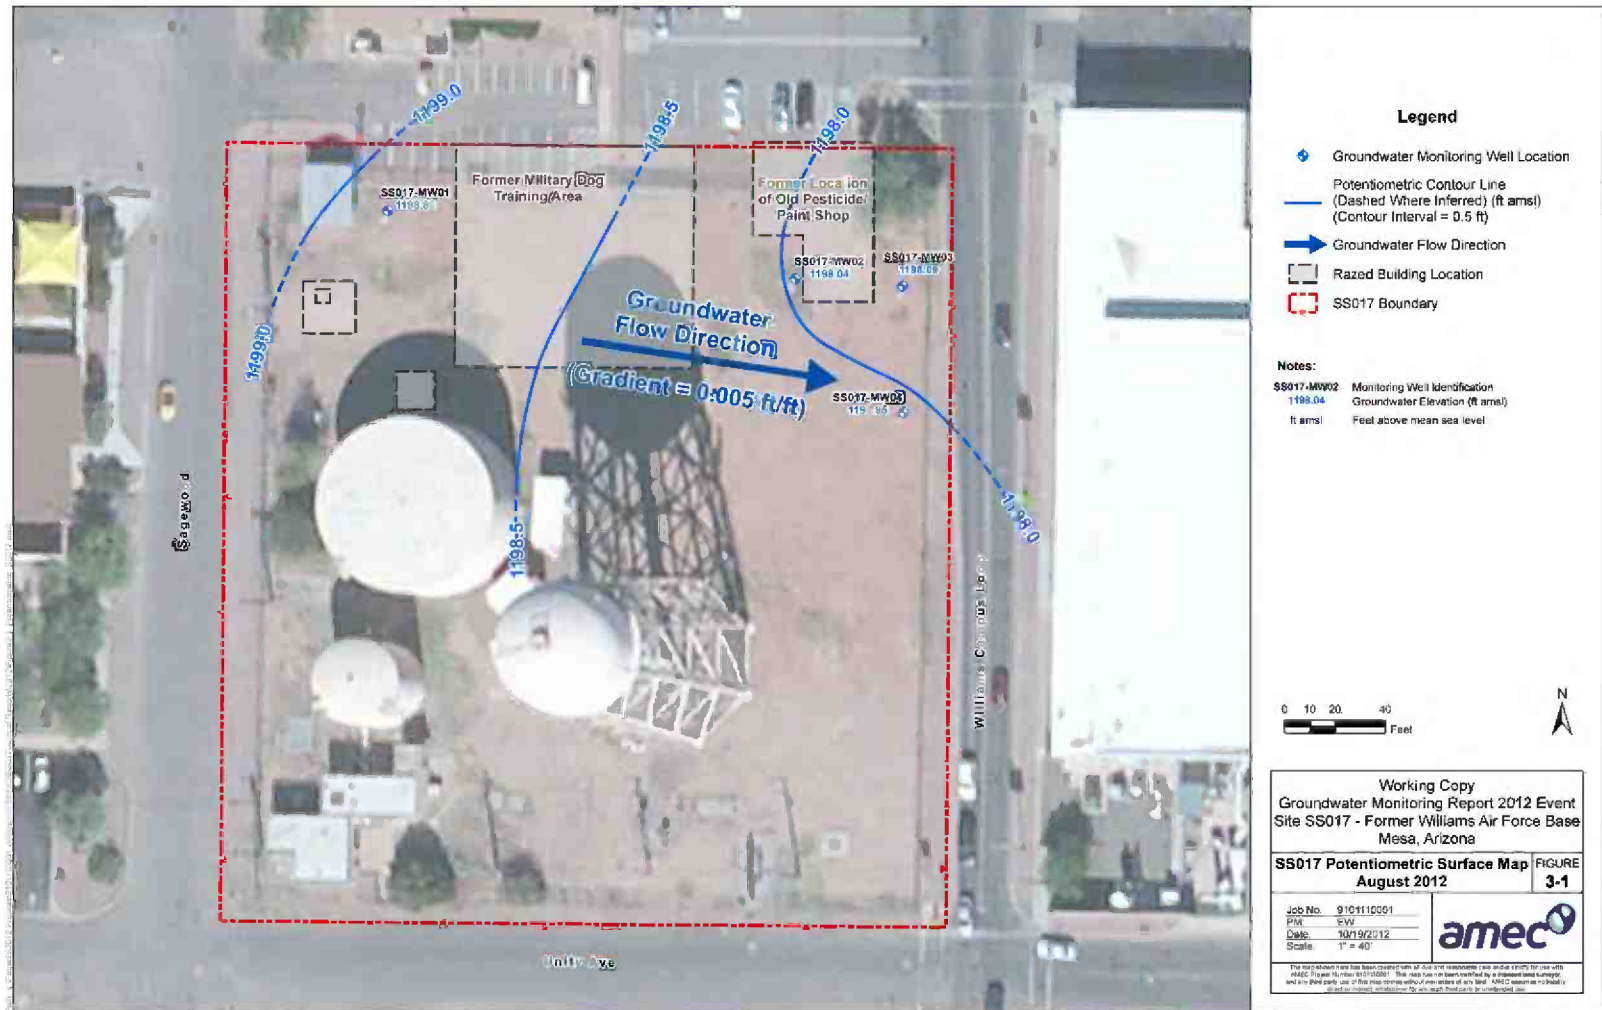 1199.0
1198.5
1198.0
SS017-MW01
Former Military Dog
Training/Area
Former Location
of Old Pesticide/
Paint Shop
SS017-MW02
1198.04
SS017-MW03
1198.09
Groundwater
Flow Direction
(Gradient = 0.005 ft/ft)
SS017-MW04
1199.0
1198.5
1198.0
Sagewood
Williams Campus Loop
Unity Ave
Legend
Groundwater Monitoring Well Location
Potentiometric Contour Line
(Dashed Where Inferred) (ft amsl)
(Contour Interval = 0.5 ft)
Groundwater Flow Direction
Razed Building Location
SS017 Boundary
Notes:
SS017-MW02 Monitoring Well Identification
1198.04 Groundwater Elevation (ft amsl)
ft amsl Feet above mean sea level
0 10 20 40
Feet
N
Working Copy
Groundwater Monitoring Report 2012 Event
Site SS017 - Former Williams Air Force Base
Mesa, Arizona
SS017 Potentiometric Surface Map
August 2012
FIGURE
3-1
Job No. 9101110001
PM: EW
Date: 10/19/2012
Scale: 1" = 40'
amec